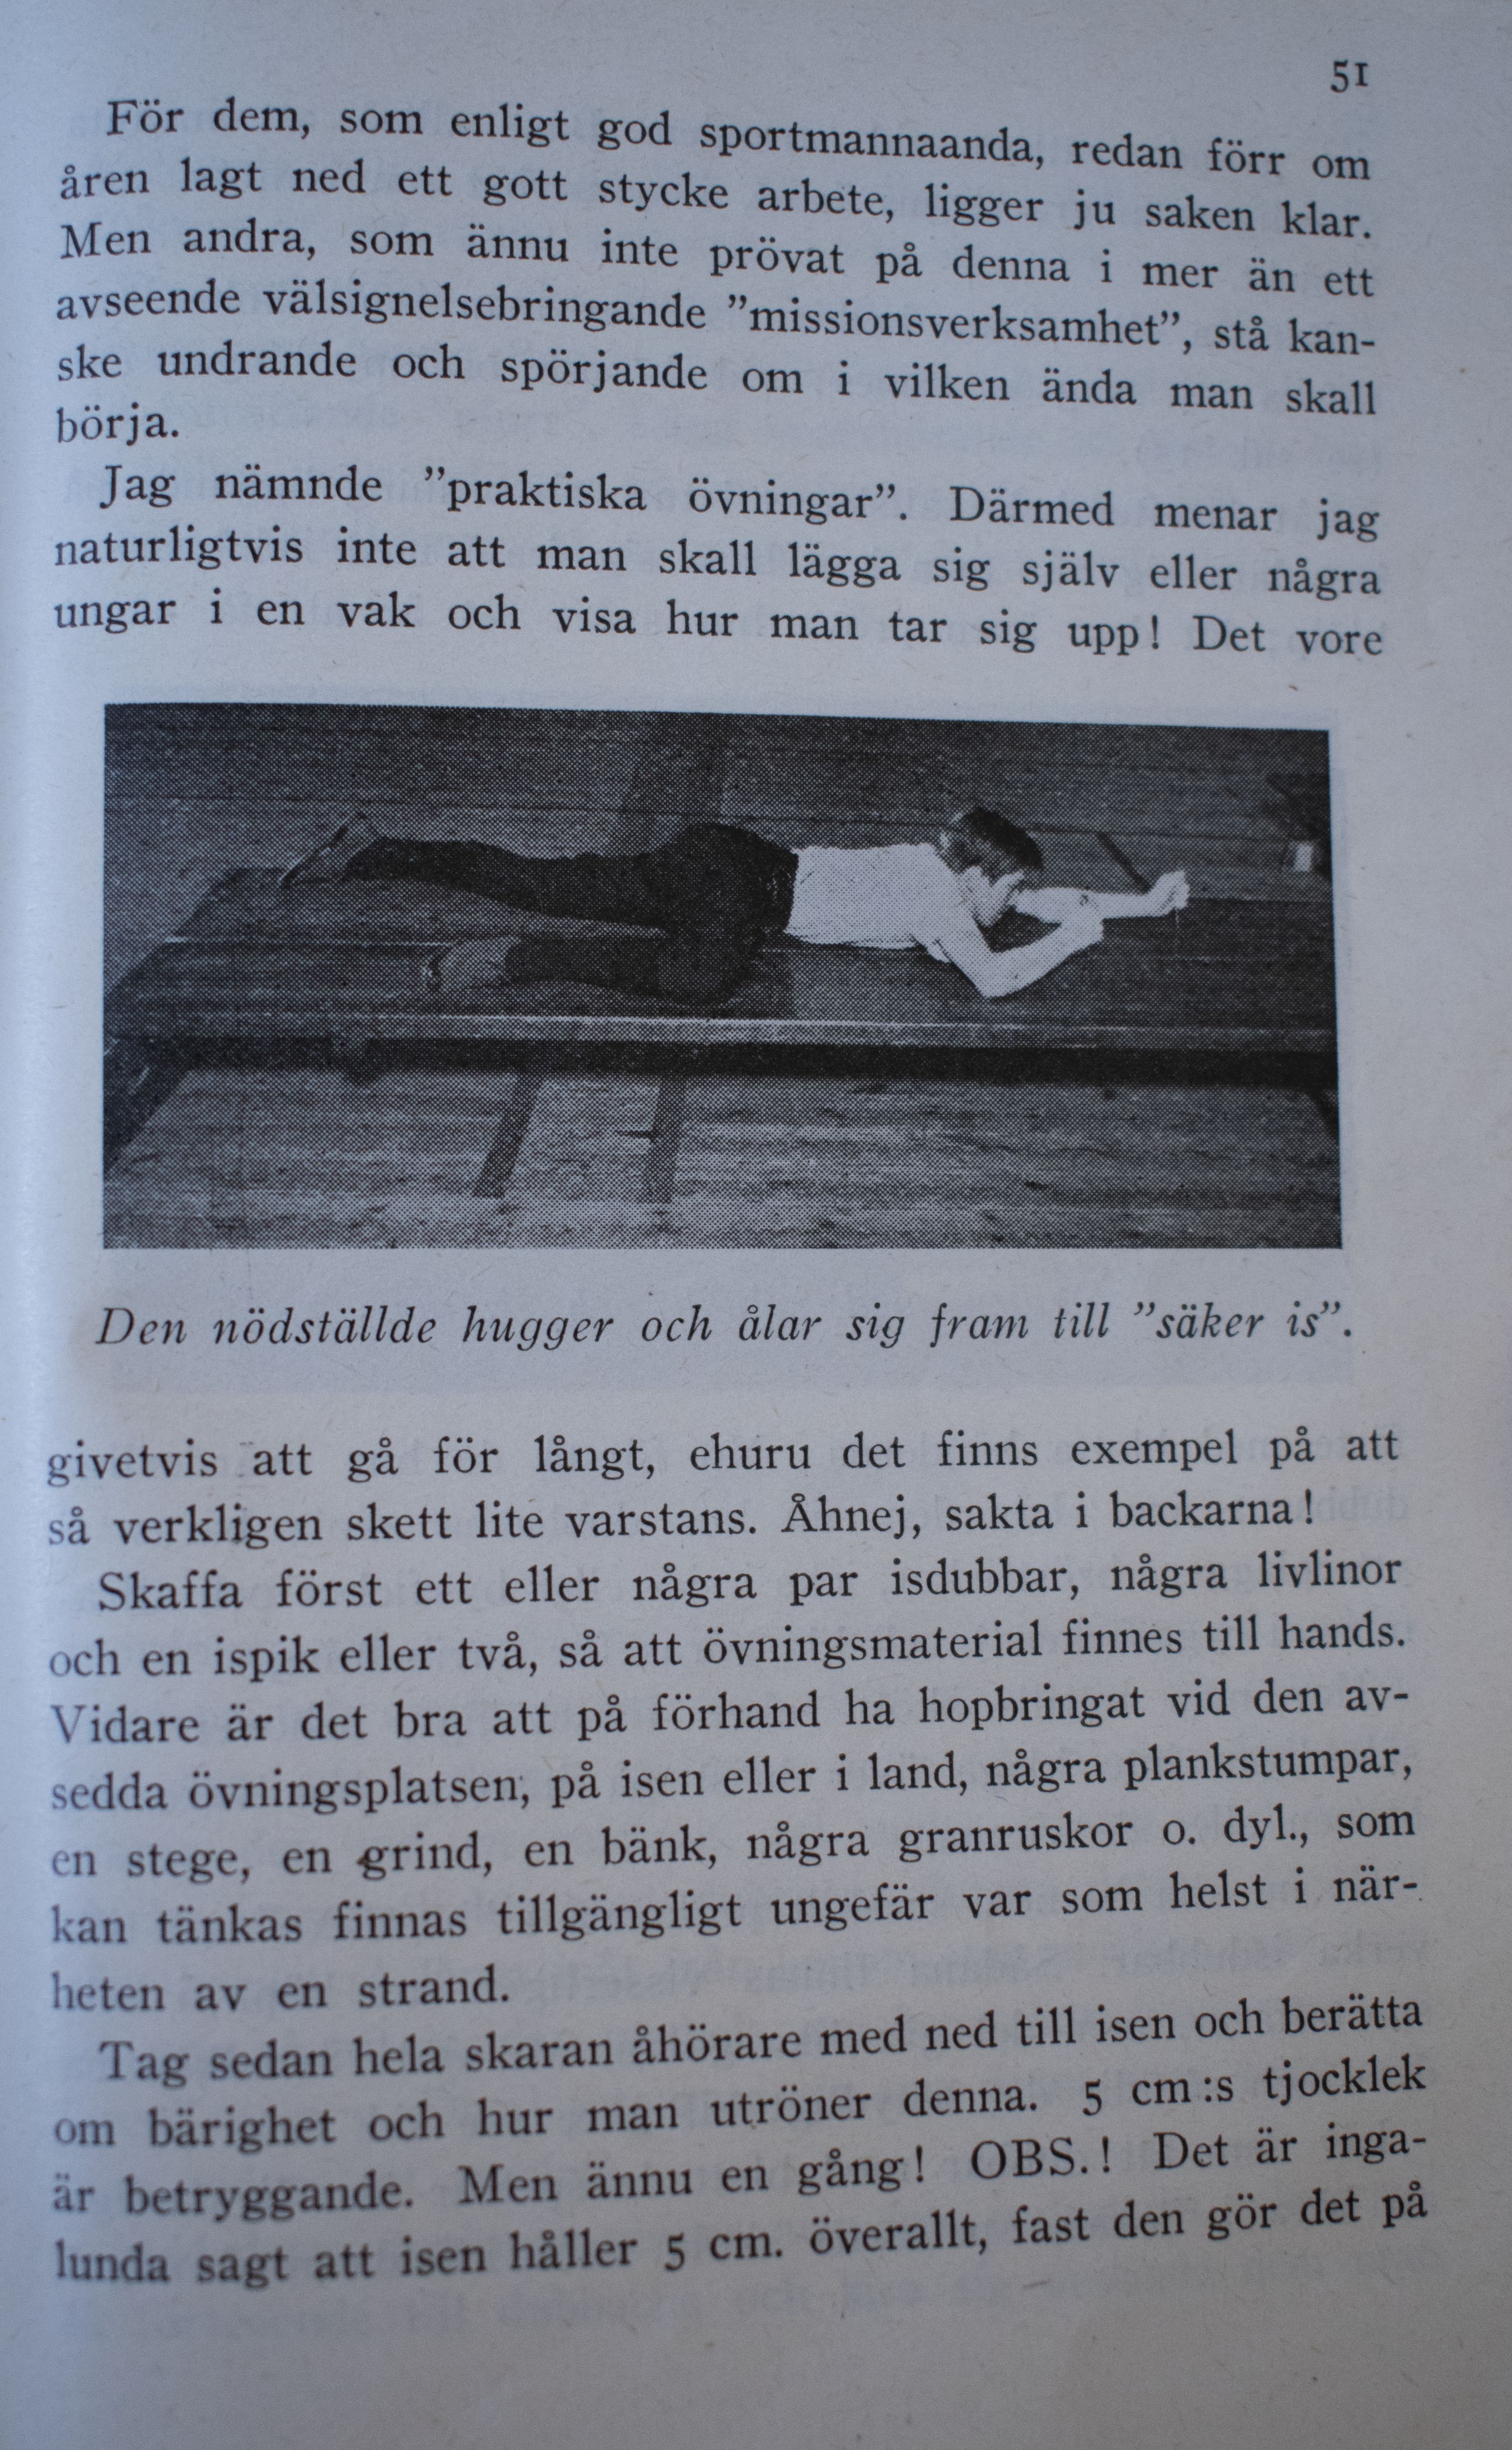 51
För dem, som enligt god sportmannaanda, redan förr om
åren lagt ned ett gott stycke arbete, ligger ju saken klar.
Men andra, som ännu inte prövat på denna i mer än ett
avseende välsignelsebringande ”missionsverksamhet”, stå kan-
ske undrande och spörjande om i vilken ända man skall
börja.
Jag nämnde ”praktiska övningar”. Därmed menar jag
naturligtvis inte att man skall lägga sig själv eller några
ungar i en vak och visa hur man tar sig upp! Det vore
Den nödställde hugger och ålar sig fram till ”säker is”.
givetvis att gå för långt, ehuru det finns exempel på att
så verkligen skett lite varstans. Åhnej, sakta i backarna!
Skaffa först ett eller några par isdubbar, några livlinor
och en ispik eller två, så att övningsmaterial finnes till hands.
Vidare är det bra att på förhand ha hopbringat vid den av-
sedda övningsplatsen, på isen eller i land, några plankstumpar,
en stege, en grind, en bänk, några granruskor o. dyl., som
kan tänkas finnas tillgängligt ungefär var som helst i när-
heten av en strand.
Tag sedan hela skaran åhörare med ned till isen och berätta
om bärighet och hur man utröner denna. 5 cm:s tjocklek
är betryggande. Men ännu en gång! OBS.! Det är inga-
lunda sagt att isen håller 5 cm. överallt, fast den gör det på